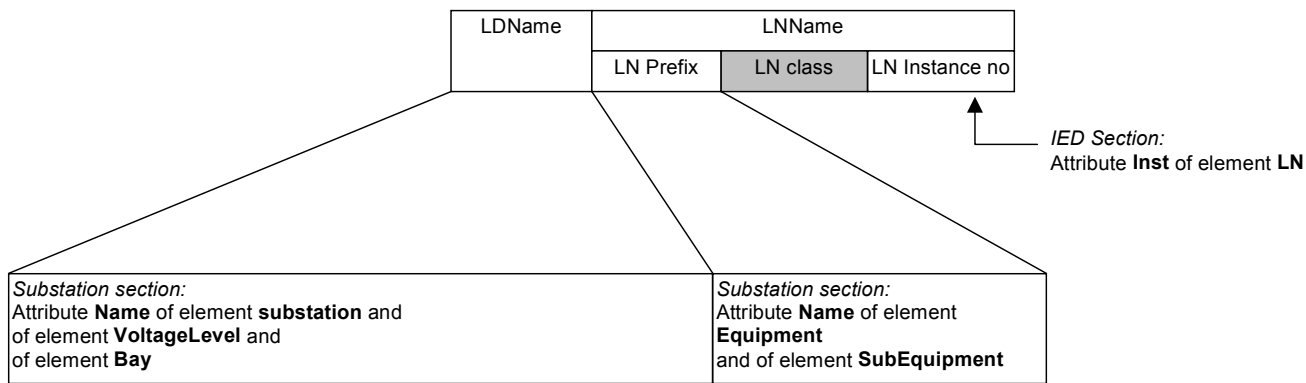 LDName
LNName
LN Prefix
LN class
LN Instance no
IED Section:
Attribute Inst of element LN
Substation section:
Attribute Name of element substation and
of element VoltageLevel and
of element Bay
Substation section:
Attribute Name of element
Equipment
and of element SubEquipment